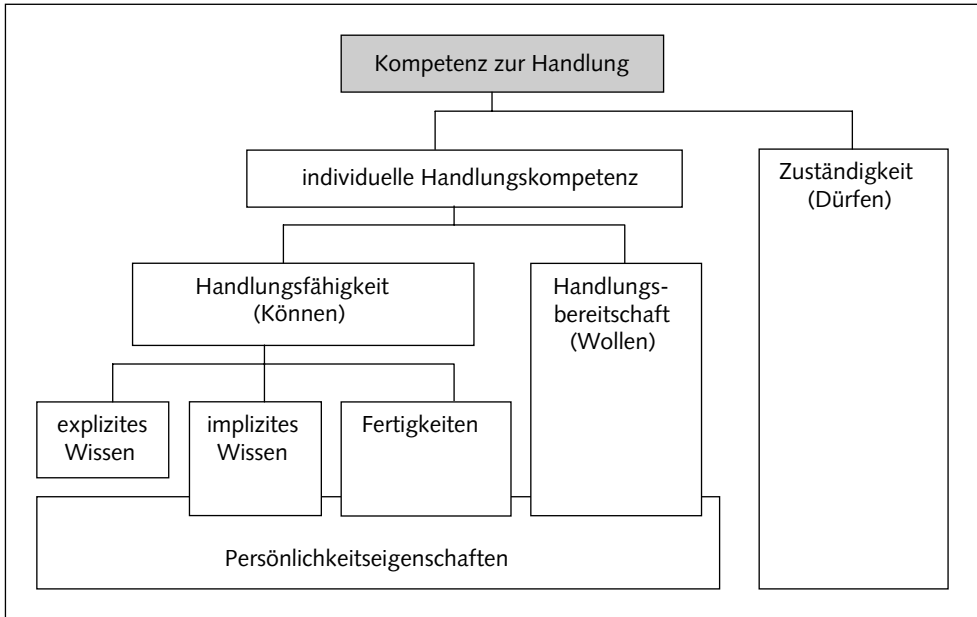 Kompetenz zur Handlung
individuelle Handlungskompetenz
Zuständigkeit
(Dürfen)
Handlungsfähigkeit
(Können)
Handlungs-
bereitschaft
(Wollen)
explizites
Wissen
implizites
Wissen
Fertigkeiten
Persönlichkeitseigenschaften